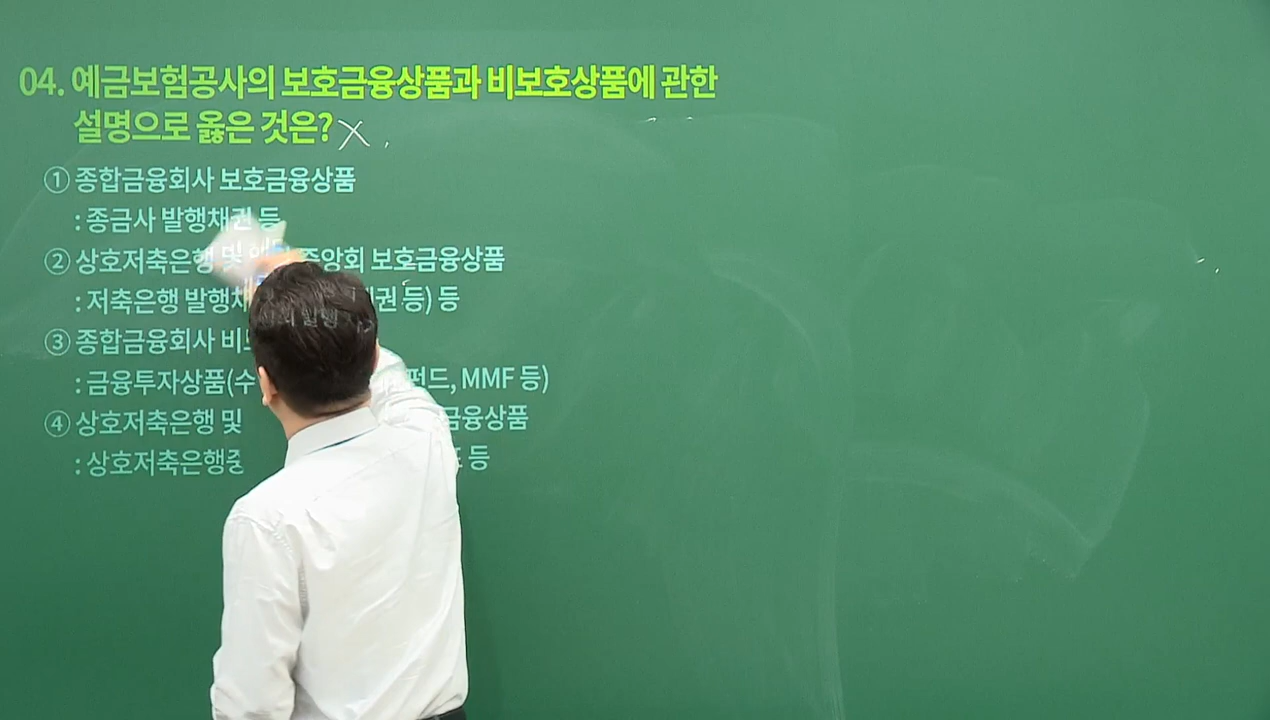 04. 예금보험공사의 보호금융상품과 비보호상품에 관한
설명으로 옳은 것은? X
① 종합금융회사 보호금융상품
: 종금사 발행채권 등
② 상호저축은행 및 중앙회 보호금융상품
: 저축은행 발행채 등) 등
③ 종합금융회사
: 금융투자상품(수 펀드, MMF 등)
④ 상호저축은행 및 금융상품
: 상호저축은행중 등